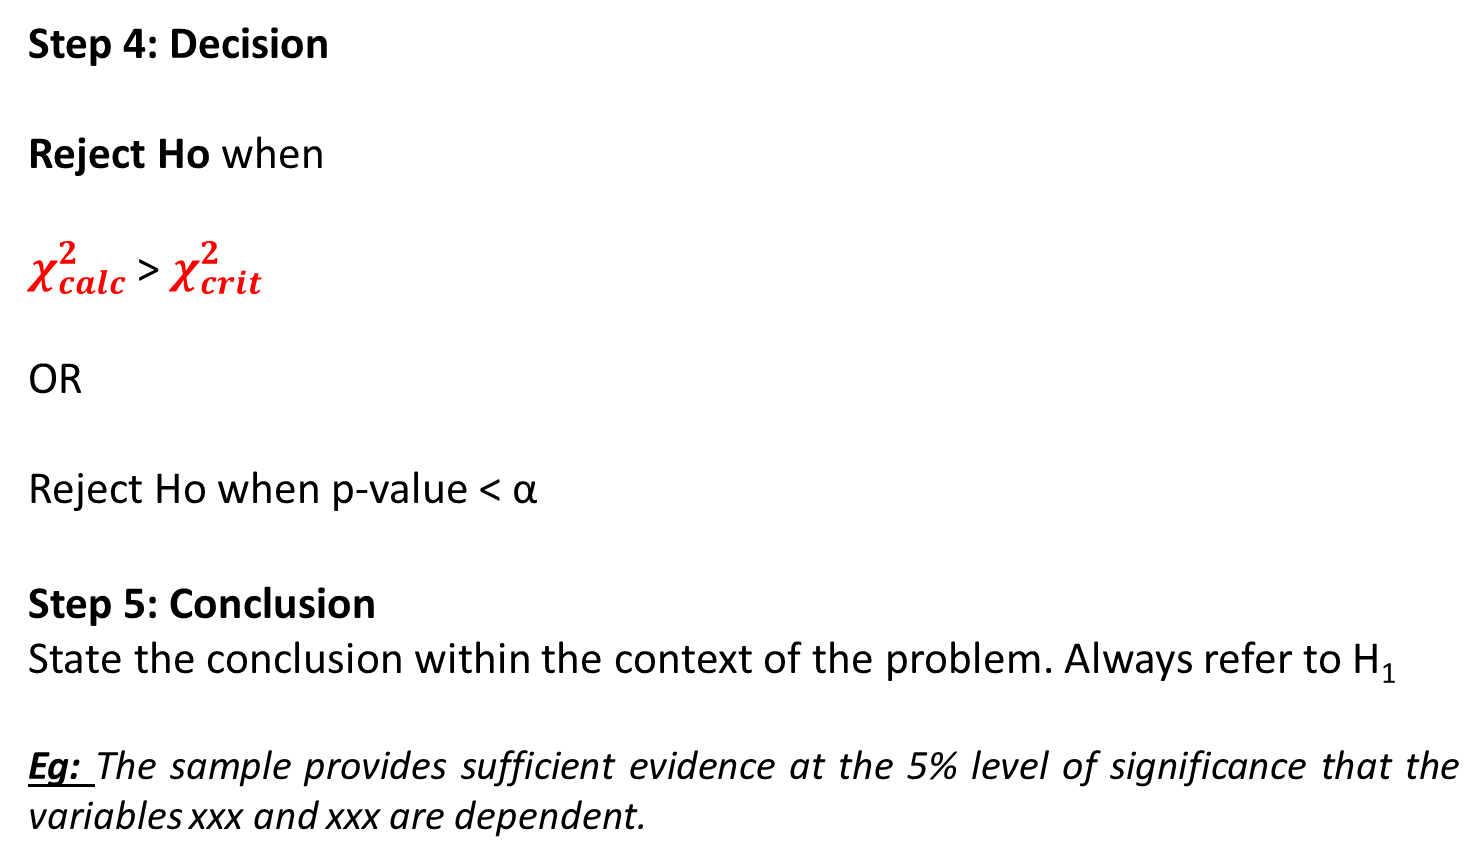 Step 4: Decision
Reject Ho when
χ²calc > χ²crit
OR
Reject Ho when p-value < α
Step 5: Conclusion
State the conclusion within the context of the problem. Always refer to H₁
Eg: The sample provides sufficient evidence at the 5% level of significance that the
variables xxx and xxx are dependent.